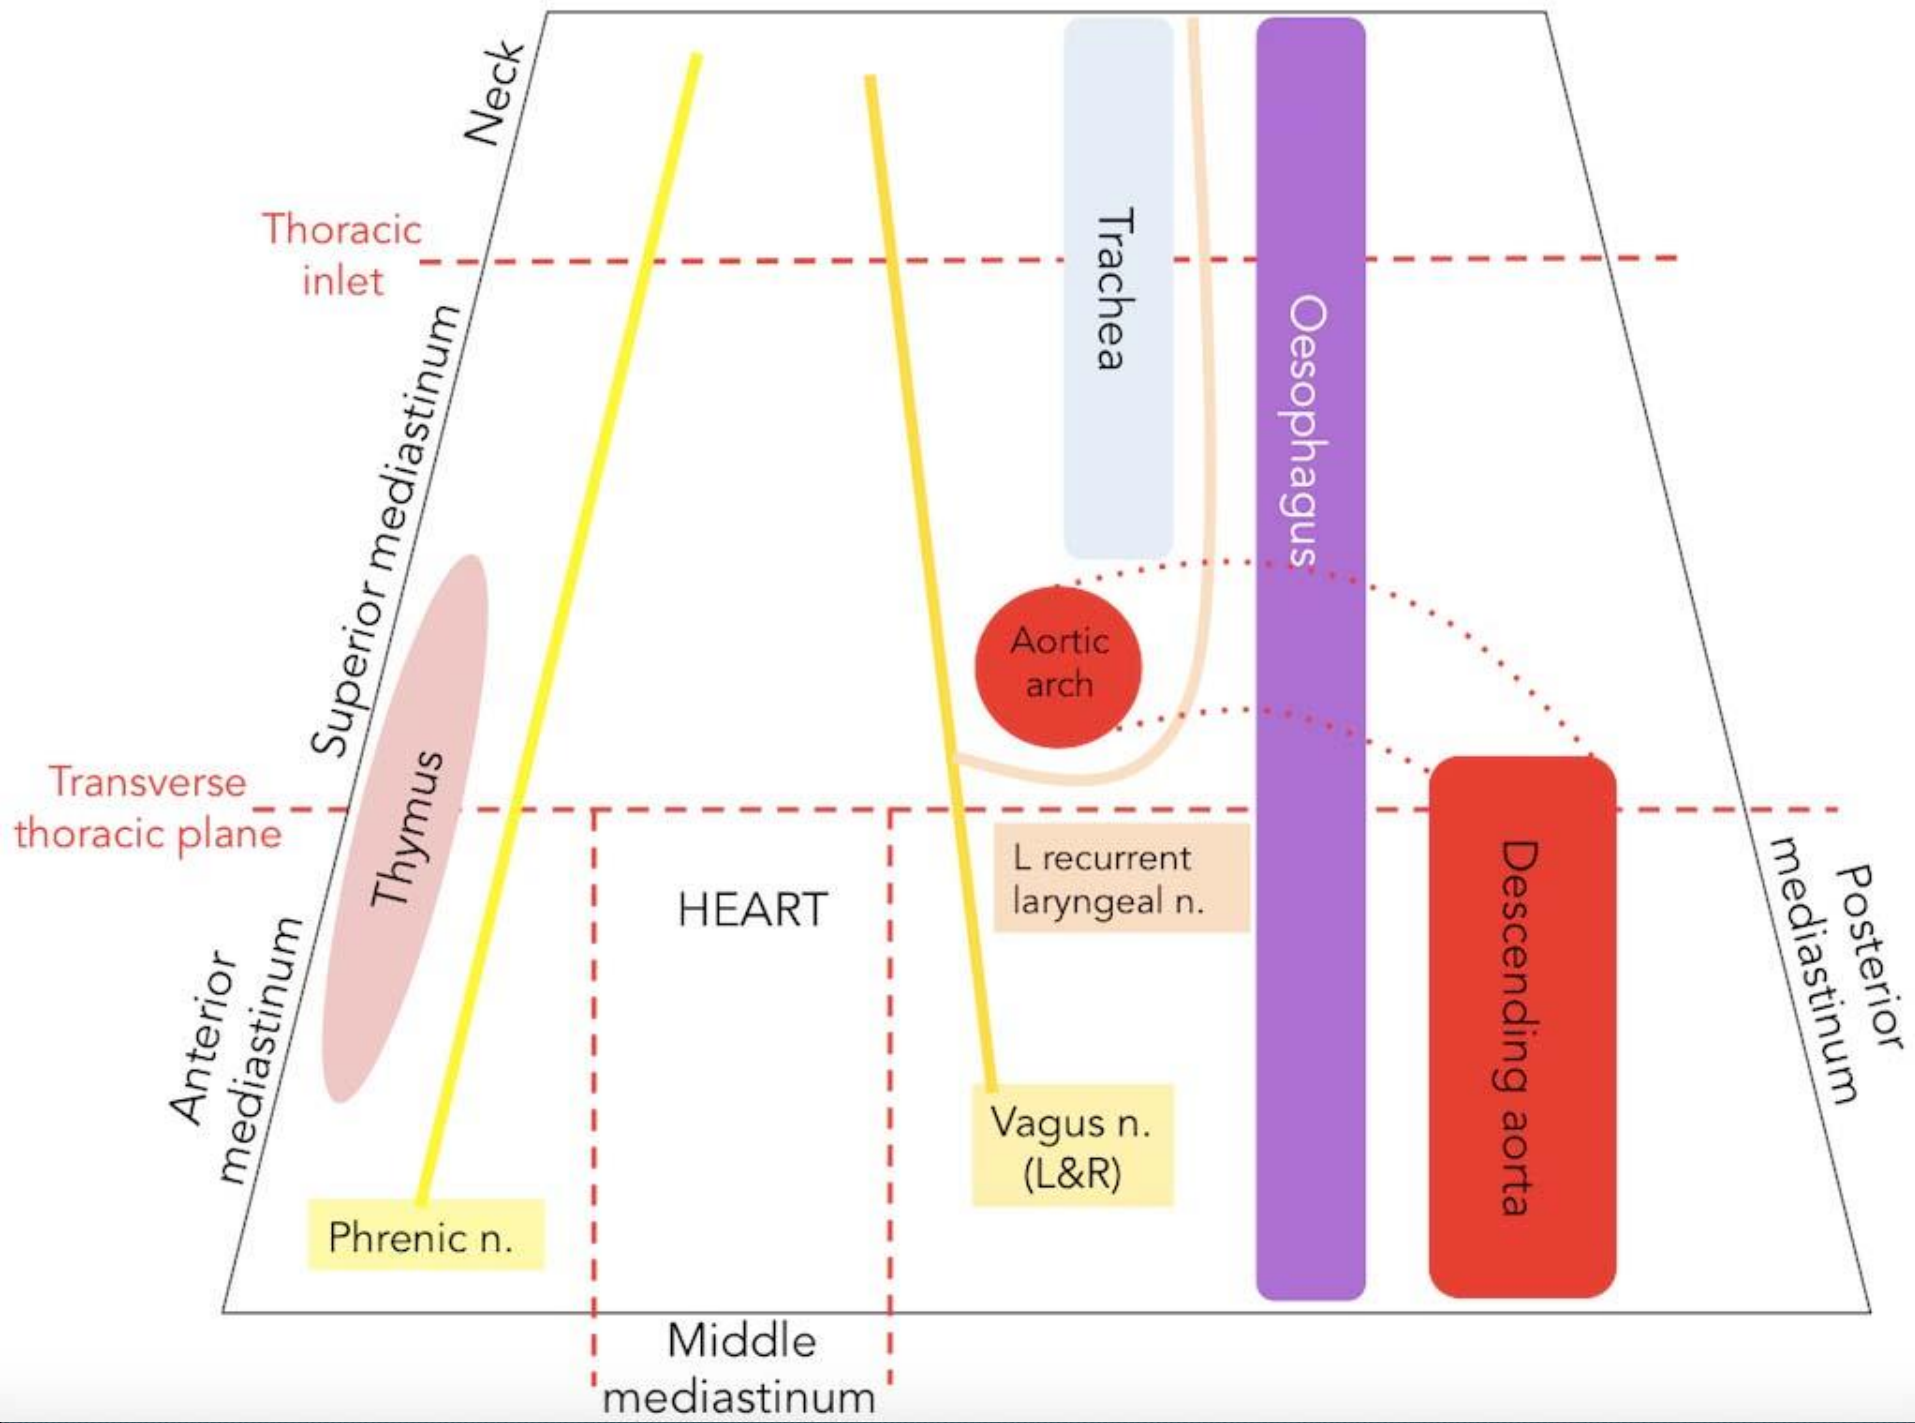 Neck
Thoracic
inlet
Trachea
Oesophagus
Superior mediastinum
Aortic
arch
Transverse
thoracic plane
Thymus
HEART
L recurrent
laryngeal n.
Descending aorta
Posterior
mediastinum
Anterior
mediastinum
Vagus n.
(L&R)
Phrenic n.
Middle
mediastinum